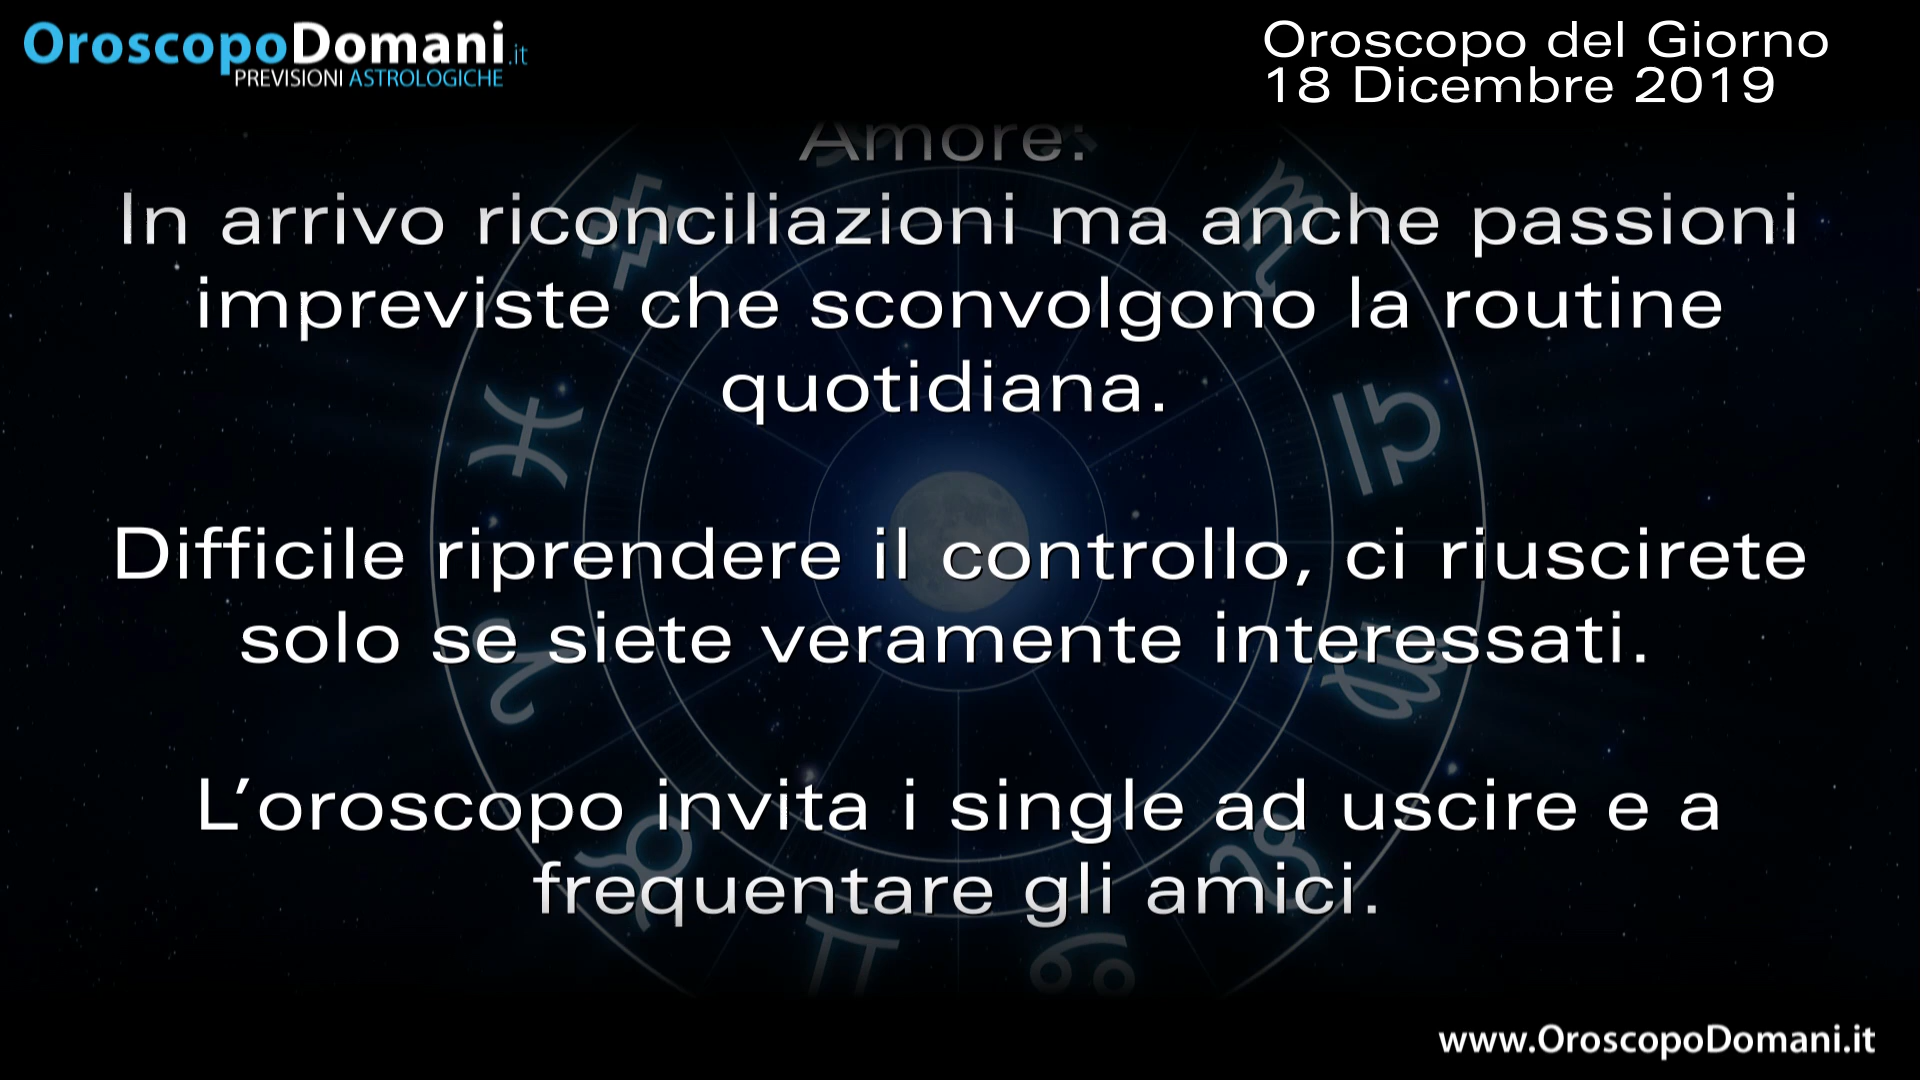 OroscopoDomani.it
PREVISIONI ASTROLOGICHE
Oroscopo del Giorno
18 Dicembre 2019
Amore:
In arrivo riconciliazioni ma anche passioni
impreviste che sconvolgono la routine
quotidiana.
Difficile riprendere il controllo, ci riuscirete
solo se siete veramente interessati.
L'oroscopo invita i single ad uscire e a
frequentare gli amici.
www.OroscopoDomani.it